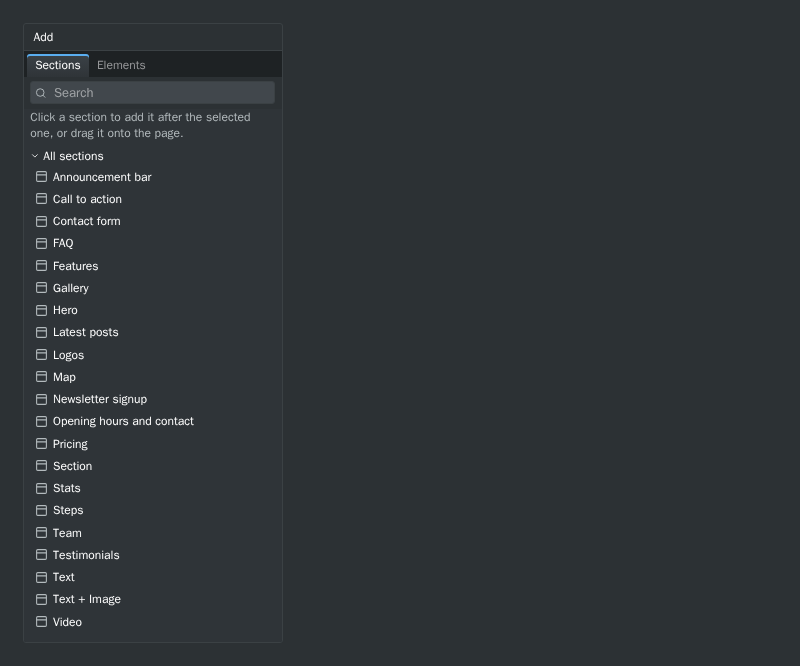 Add
Sections Elements
Search
Click a section to add it after the selected
one, or drag it onto the page.
All sections
Announcement bar
Call to action
Contact form
FAQ
Features
Gallery
Hero
Latest posts
Logos
Map
Newsletter signup
Opening hours and contact
Pricing
Section
Stats
Steps
Team
Testimonials
Text
Text + Image
Video